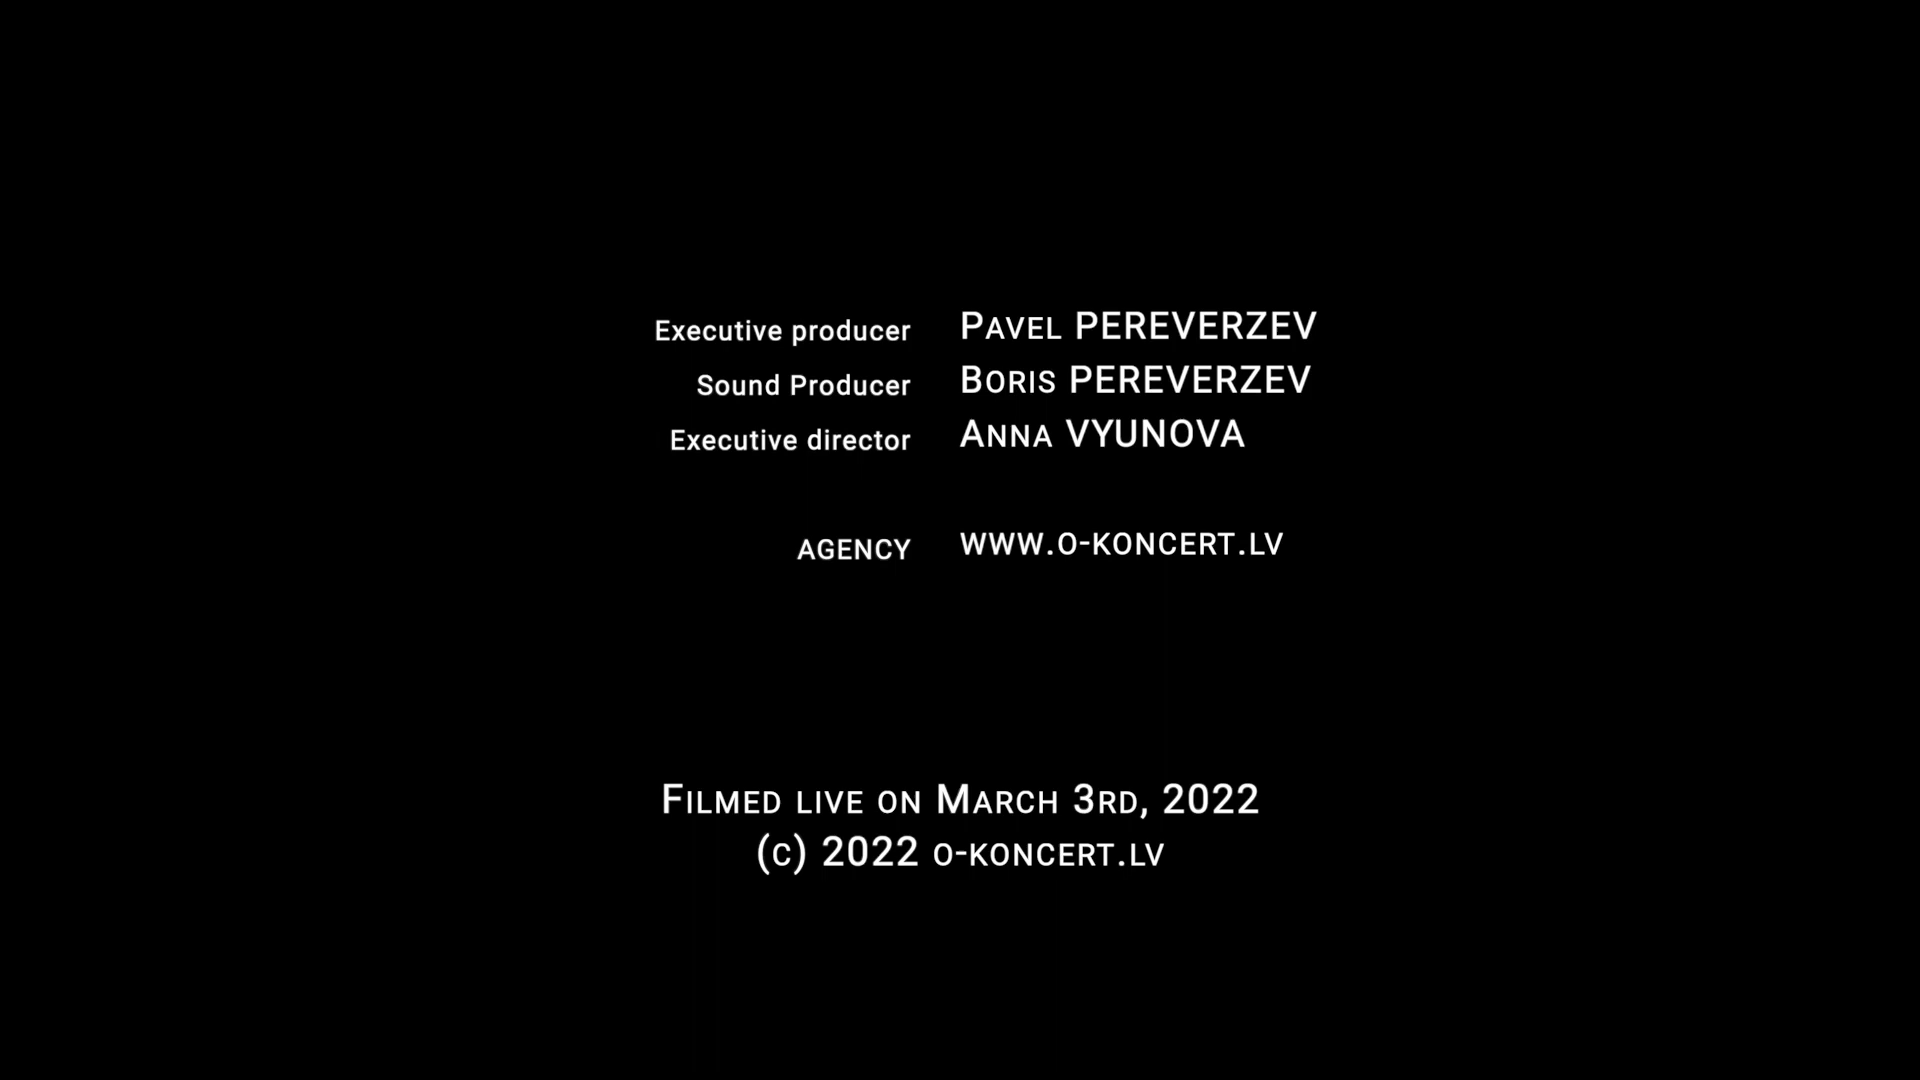 Executive producer Pavel PEREVERZEV
Sound Producer Boris PEREVERZEV
Executive director Anna VYUNOVA
AGENCY www.o-koncert.lv
Filmed live on March 3rd, 2022
(c) 2022 o-koncert.lv